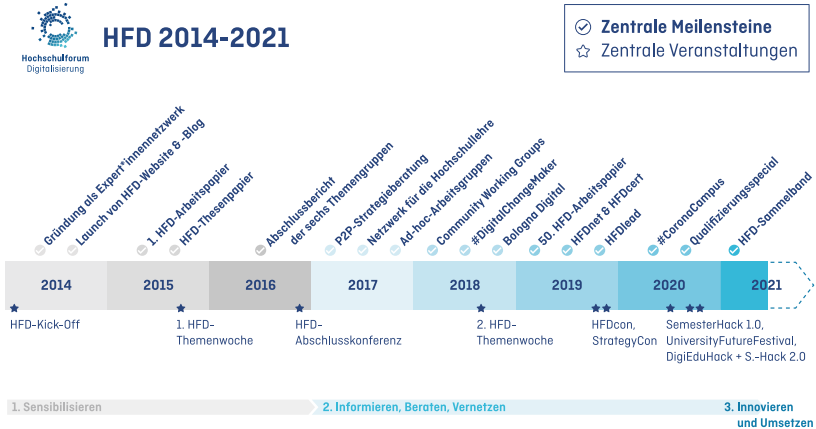 Hochschulforum
Digitalisierung
HFD 2014-2021
Zentrale Meilensteine
Zentrale Veranstaltungen
Gründung als Expert*innennetzwerk
Launch von HFD-Website & -Blog
1. HFD-Arbeitspapier
HFD-Thesenpapier
Abschlussbericht
der sechs Themengruppen
P2P-Strategieberatung
Netzwerk für die Hochschullehre
Ad-hoc-Arbeitsgruppen
Community Working Groups
#DigitalChangeMaker
Bologna Digital
50. HFD-Arbeitspapier
HFDnet & HFDcert
HFDlead
#CoronaCampus
Qualifizierungsspecial
HFD-Sammelband
2014
2015
2016
2017
2018
2019
2020
2021
HFD-Kick-Off
1. HFD-
Themenwoche
HFD-
Abschlusskonferenz
2. HFD-
Themenwoche
HFDcon,
StrategyCon
SemesterHack 1.0,
UniversityFutureFestival,
DigiEduHack + S.-Hack 2.0
1. Sensibilisieren
2. Informieren, Beraten, Vernetzen
3. Innovieren
und Umsetzen